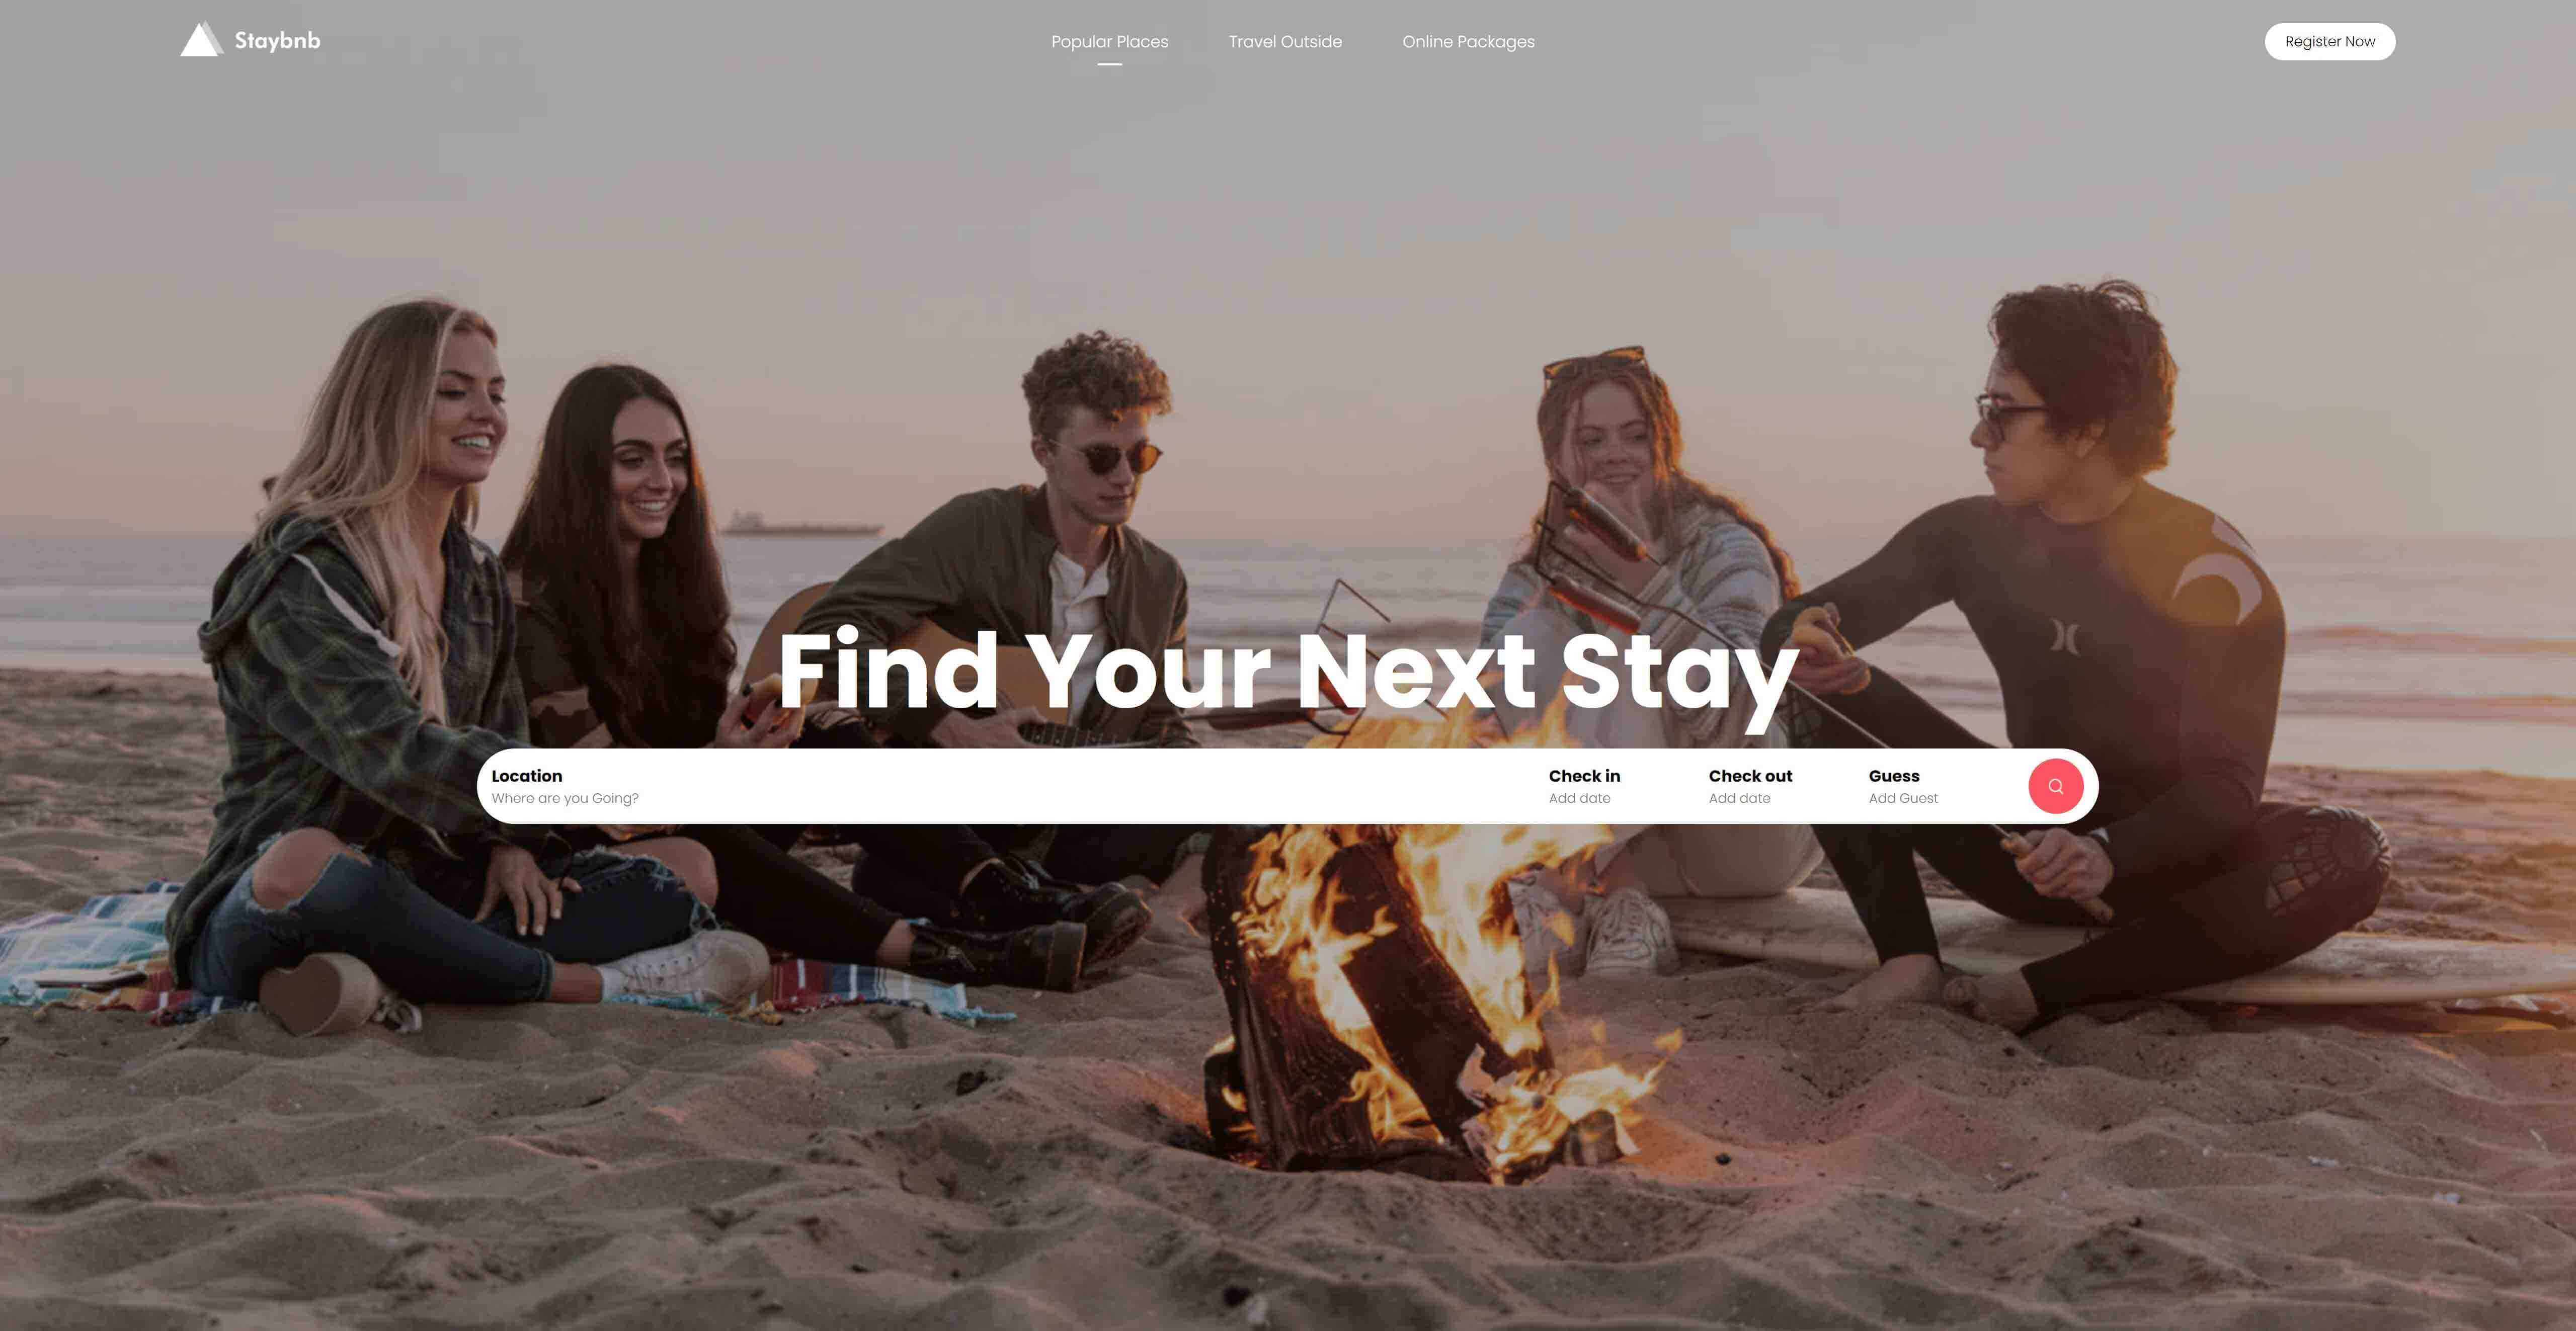 Staybnb
Popular Places
Travel Outside
Online Packages
Register Now
Find Your Next Stay
Location
Where are you Going?
Check in
Add date
Check out
Add date
Guess
Add Guest